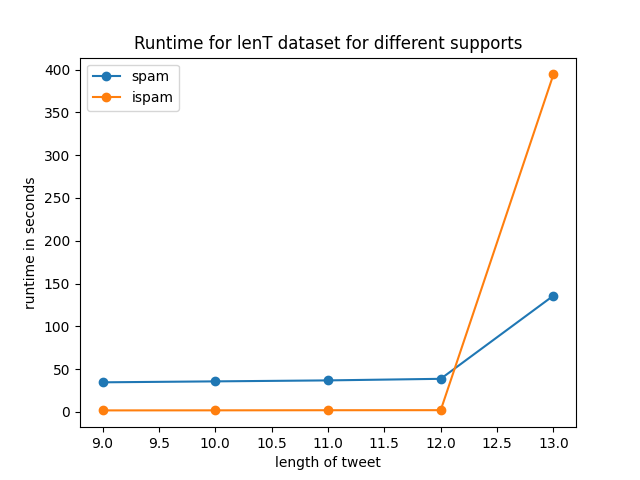 Runtime for lenT dataset for different supports
spam
ispam
400
350
300
250
200
150
100
50
0
runtime in seconds
9.0 9.5 10.0 10.5 11.0 11.5 12.0 12.5 13.0
length of tweet